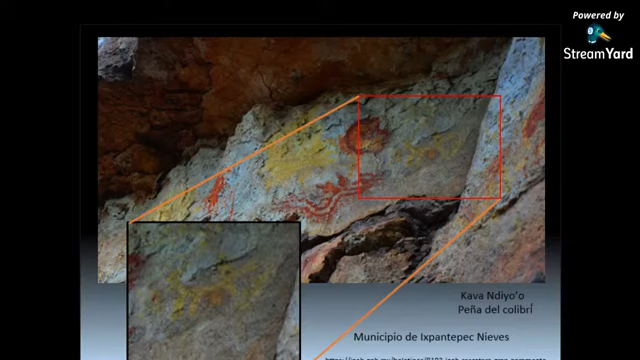 Powered by
StreamYard
Kava Ndiyo'o
Peña del colibrí
Municipio de Ixpantepec Nieves